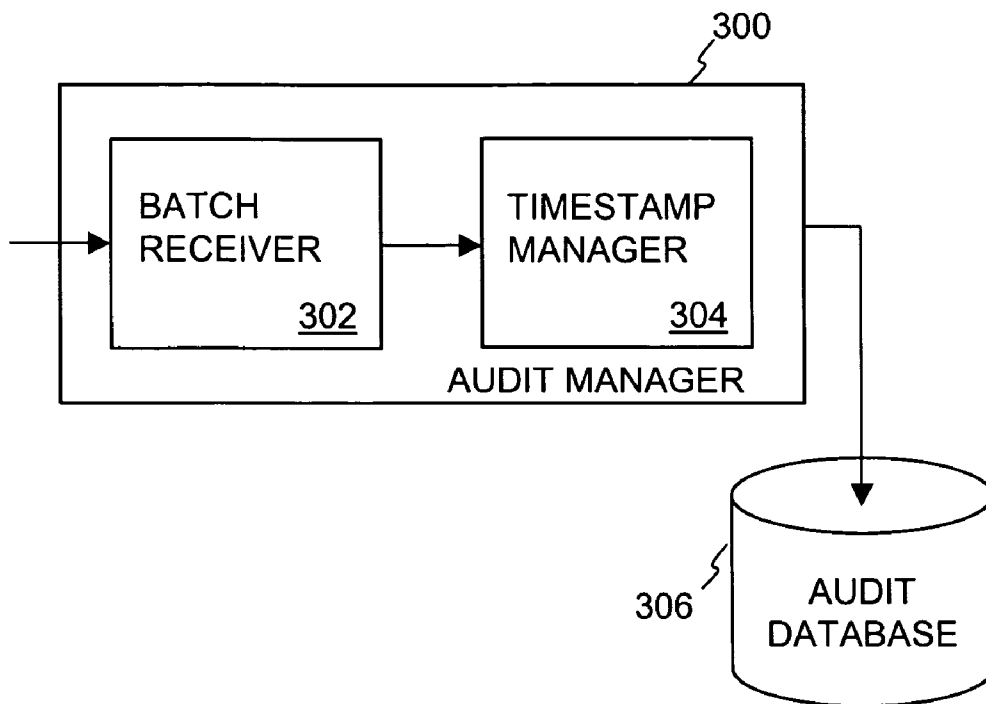 300
BATCH
RECEIVER
302
TIMESTAMP
MANAGER
304
AUDIT MANAGER
306
AUDIT
DATABASE